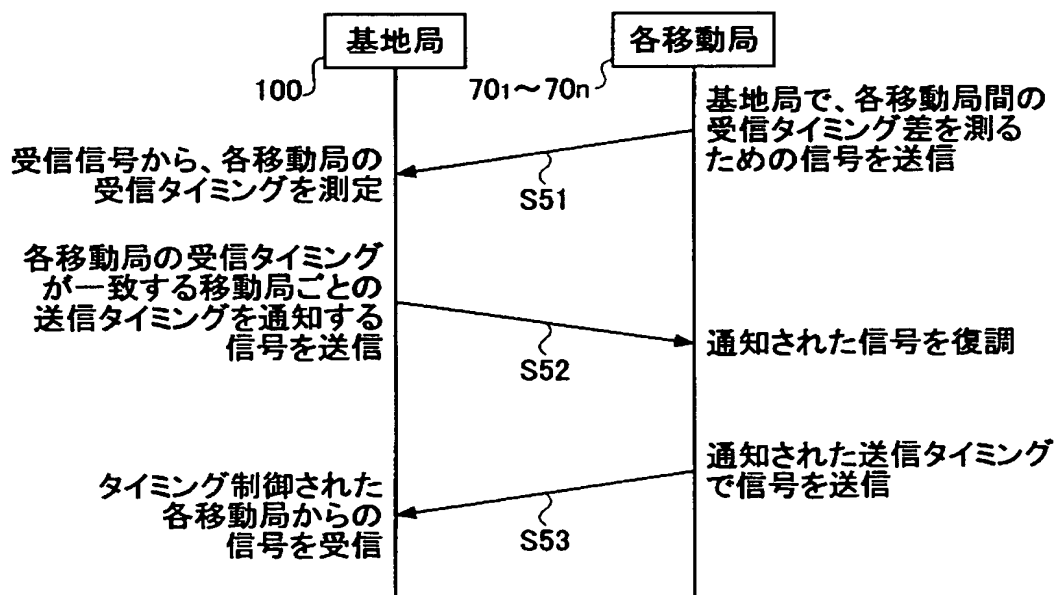 基地局
各移動局
100
701～70n
基地局で、各移動局間の
受信タイミング差を測る
ための信号を送信
受信信号から、各移動局の
受信タイミングを測定
S51
各移動局の受信タイミング
が一致する移動局ごとの
送信タイミングを通知する
信号を送信
通知された信号を復調
S52
通知された送信タイミング
で信号を送信
タイミング制御された
各移動局からの
信号を受信
S53